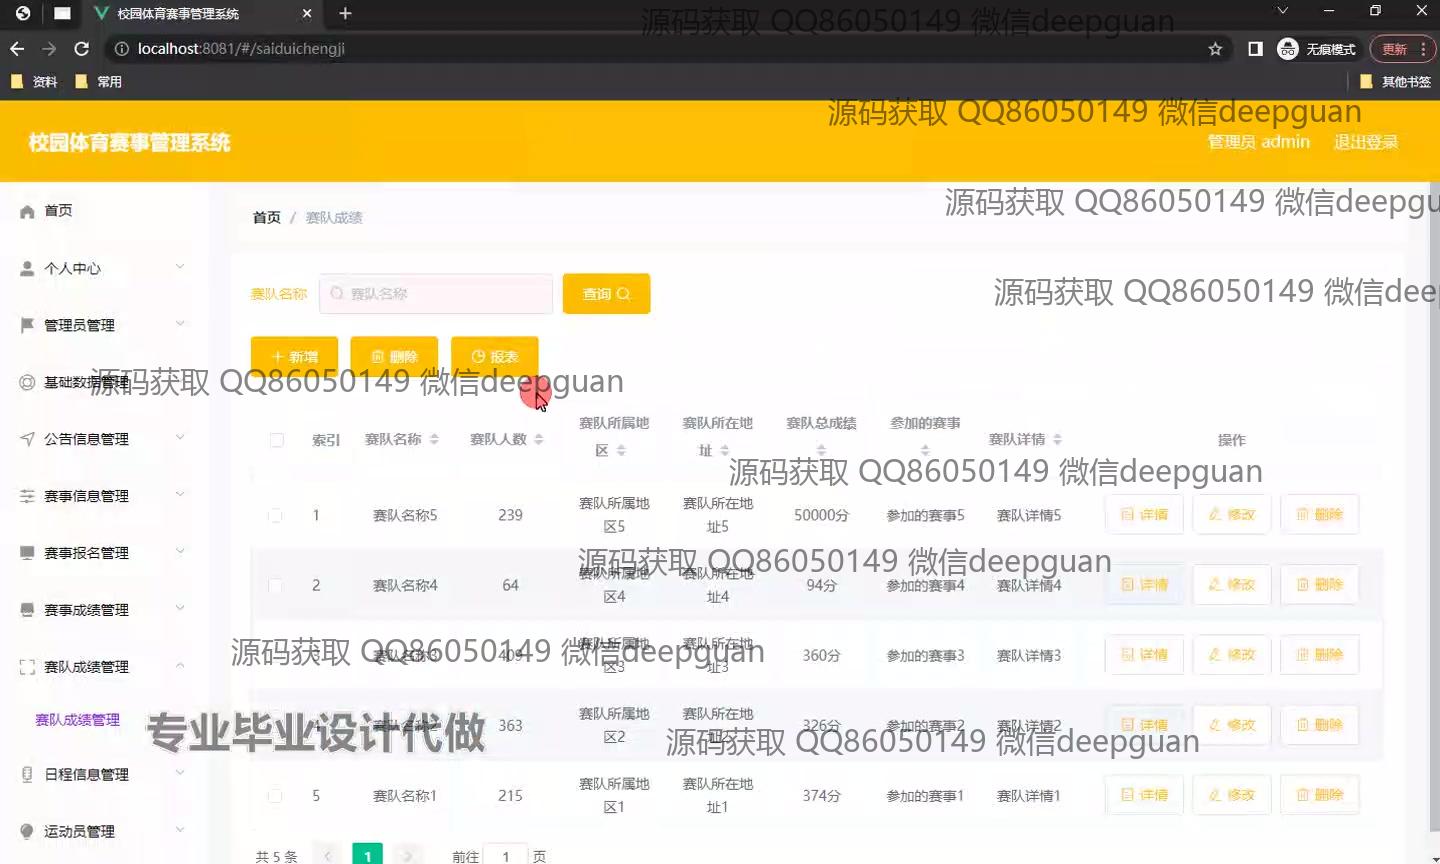 校园体育赛事管理系统
源码获取 QQ86050149 微信deepguan
localhost:8081/#/saiduichengji
无痕模式
更新
资料
常用
其他书签
源码获取 QQ86050149 微信deepguan
校园体育赛事管理系统
管理员 admin
退出登录
源码获取 QQ86050149 微信deepgu
首页
首页 / 赛队成绩
个人中心
赛队名称
赛队名称
查询
源码获取 QQ86050149 微信deep
管理员管理
新增
删除
报表
基础数据管理
源码获取 QQ86050149 微信deepguan
公告信息管理
索引
赛队名称
赛队人数
赛队所属地区
赛队所在地址
赛队总成绩
参加的赛事
赛队详情
操作
源码获取 QQ86050149 微信deepguan
赛事信息管理
1 赛队名称5 239 赛队所属地区5 赛队所在地址5 50000分 参加的赛事5 赛队详情5 详情 修改 删除
赛事报名管理
源码获取 QQ86050149 微信deepguan
2 赛队名称4 64 赛队所属地区4 赛队所在地址4 94分 参加的赛事4 赛队详情4 详情 修改 删除
赛事成绩管理
源码获取 QQ86050149 微信deepguan
3 赛队名称3 409 赛队所属地区3 赛队所在地址3 360分 参加的赛事3 赛队详情3 详情 修改 删除
赛队成绩管理
赛队成绩管理
专业毕业设计代做
4 赛队名称2 363 赛队所属地区2 赛队所在地址2 326分 参加的赛事2 赛队详情2 详情 修改 删除
源码获取 QQ86050149 微信deepguan
日程信息管理
5 赛队名称1 215 赛队所属地区1 赛队所在地址1 374分 参加的赛事1 赛队详情1 详情 修改 删除
运动员管理
共 5 条
1
前往 1 页